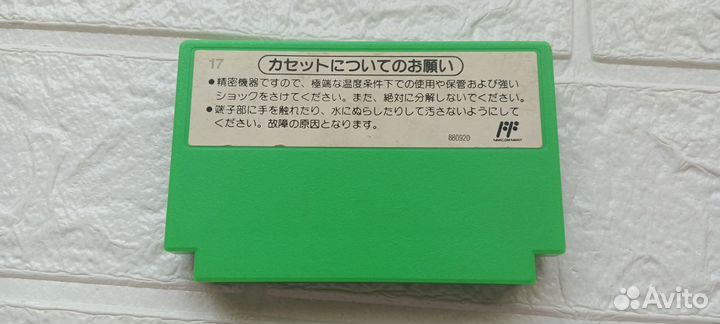 17
カセットについてのお願い
●精密機器ですので、極端な温度条件下での使用や保管および強い
ショックをさけてください。また、絶対に分解しないでください。
●端子部に手を触れたり、水にぬらしたりして汚さないようにして
ください。故障の原因となります。
880920
Avito